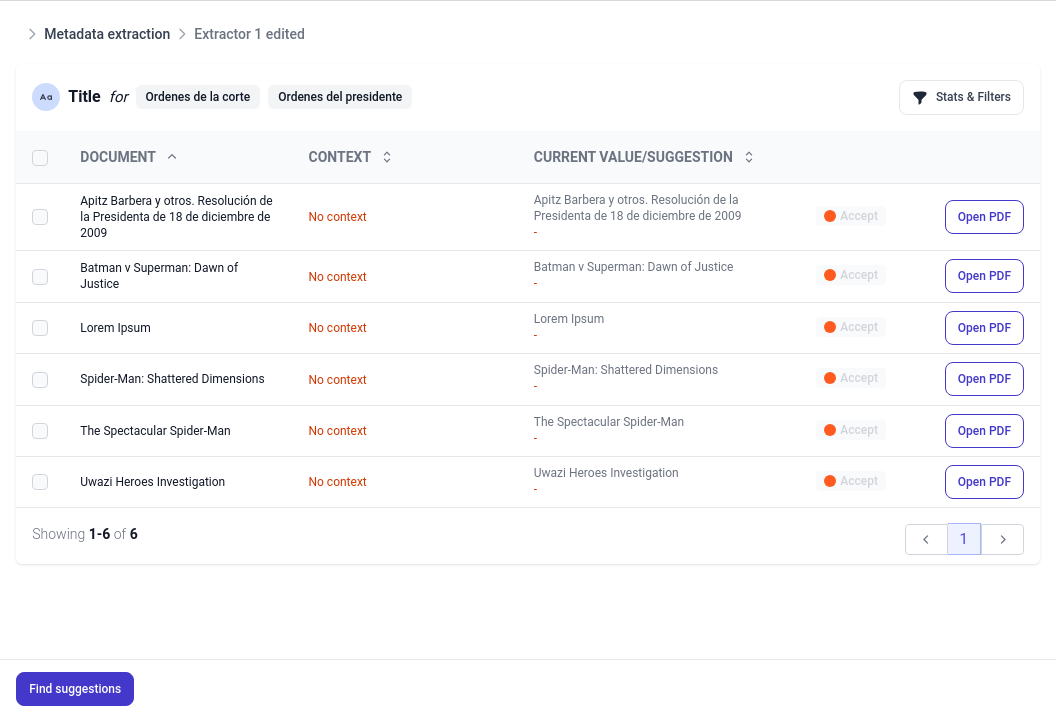 Metadata extraction Extractor 1 edited
Aa Title for Ordenes de la corte Ordenes del presidente Stats & Filters
DOCUMENT CONTEXT CURRENT VALUE/SUGGESTION
Apitz Barbera y otros. Resolución de
la Presidenta de 18 de diciembre de
2009
No context
Apitz Barbera y otros. Resolución de la
Presidenta de 18 de diciembre de 2009
-
Accept
Open PDF
Batman v Superman: Dawn of
Justice
No context
Batman v Superman: Dawn of Justice
-
Accept
Open PDF
Lorem Ipsum
No context
Lorem Ipsum
-
Accept
Open PDF
Spider-Man: Shattered Dimensions
No context
Spider-Man: Shattered Dimensions
-
Accept
Open PDF
The Spectacular Spider-Man
No context
The Spectacular Spider-Man
-
Accept
Open PDF
Uwazi Heroes Investigation
No context
Uwazi Heroes Investigation
-
Accept
Open PDF
Showing 1-6 of 6
1
Find suggestions